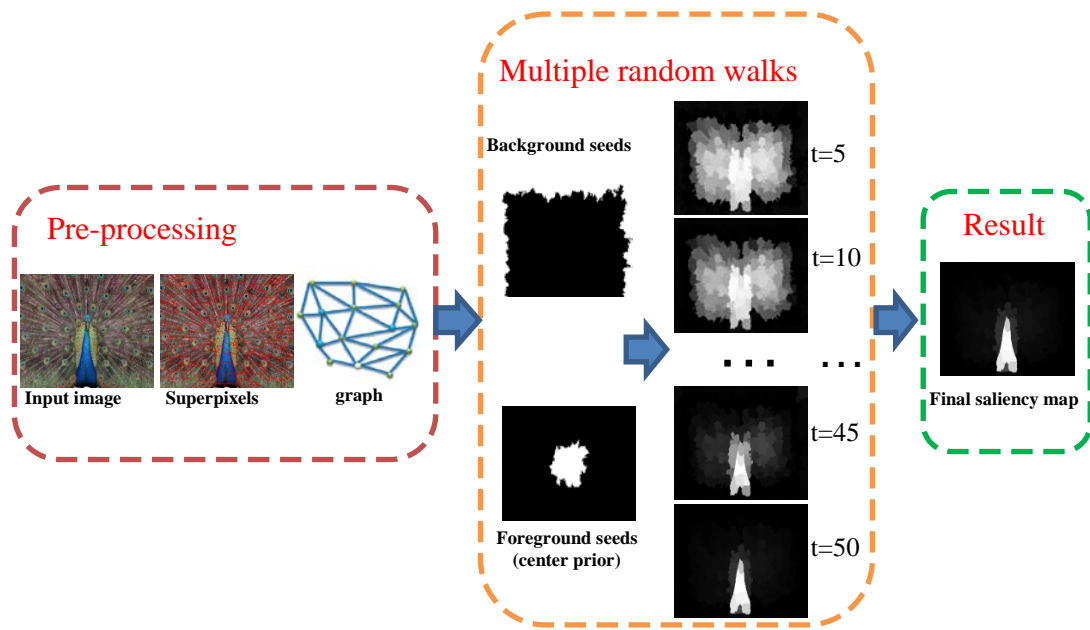 Pre-processing
Input image
Superpixels
graph
Multiple random walks
Background seeds
Foreground seeds
(center prior)
t=5
t=10
... ...
t=45
t=50
Result
Final saliency map